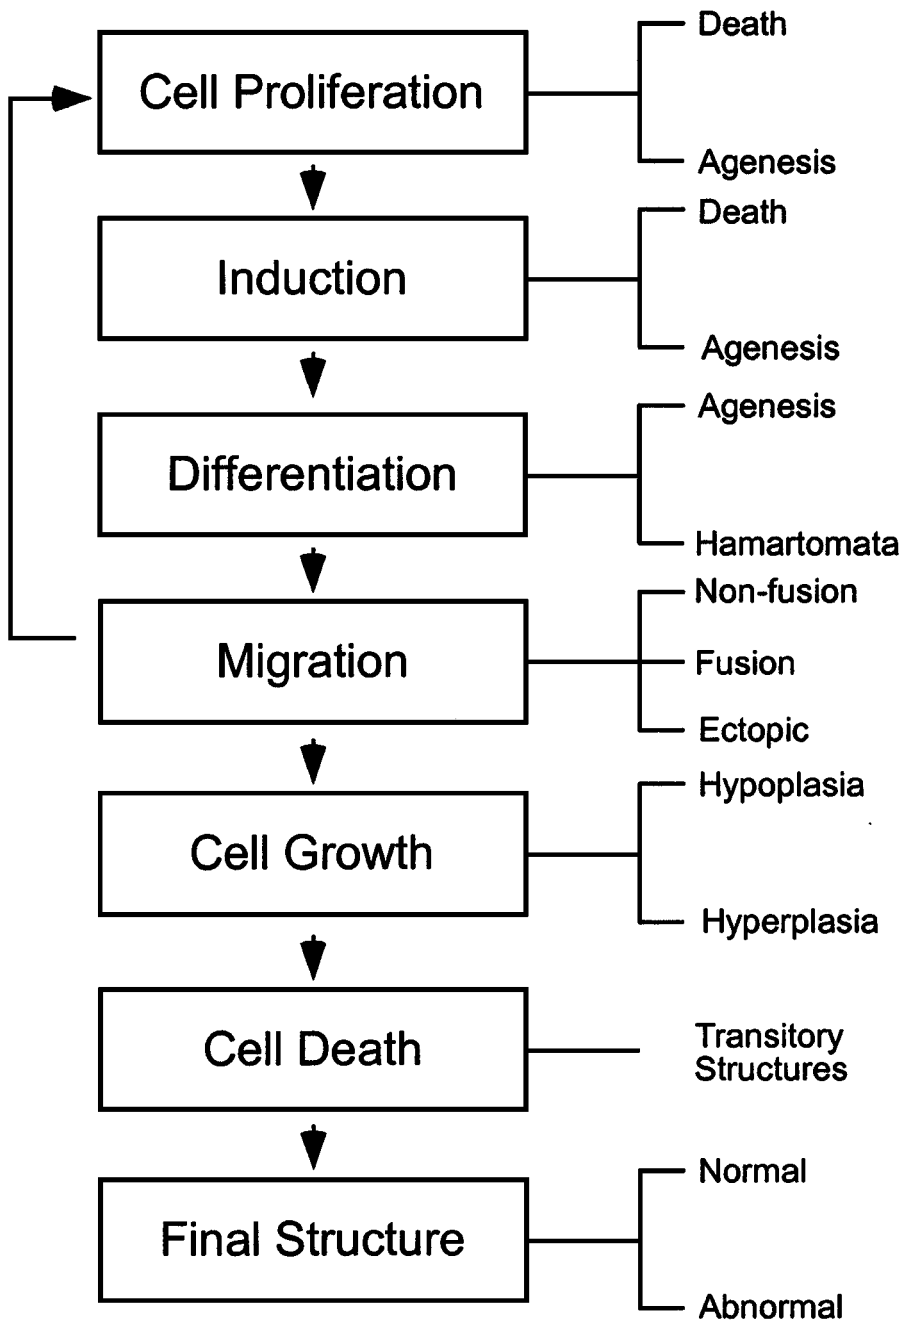 Death
Cell Proliferation
Agenesis
Death
Induction
Agenesis
Agenesis
Differentiation
Hamartomata
Non-fusion
Migration
Fusion
Ectopic
Hypoplasia
Cell Growth
Hyperplasia
Cell Death
Transitory
Structures
Normal
Final Structure
Abnormal